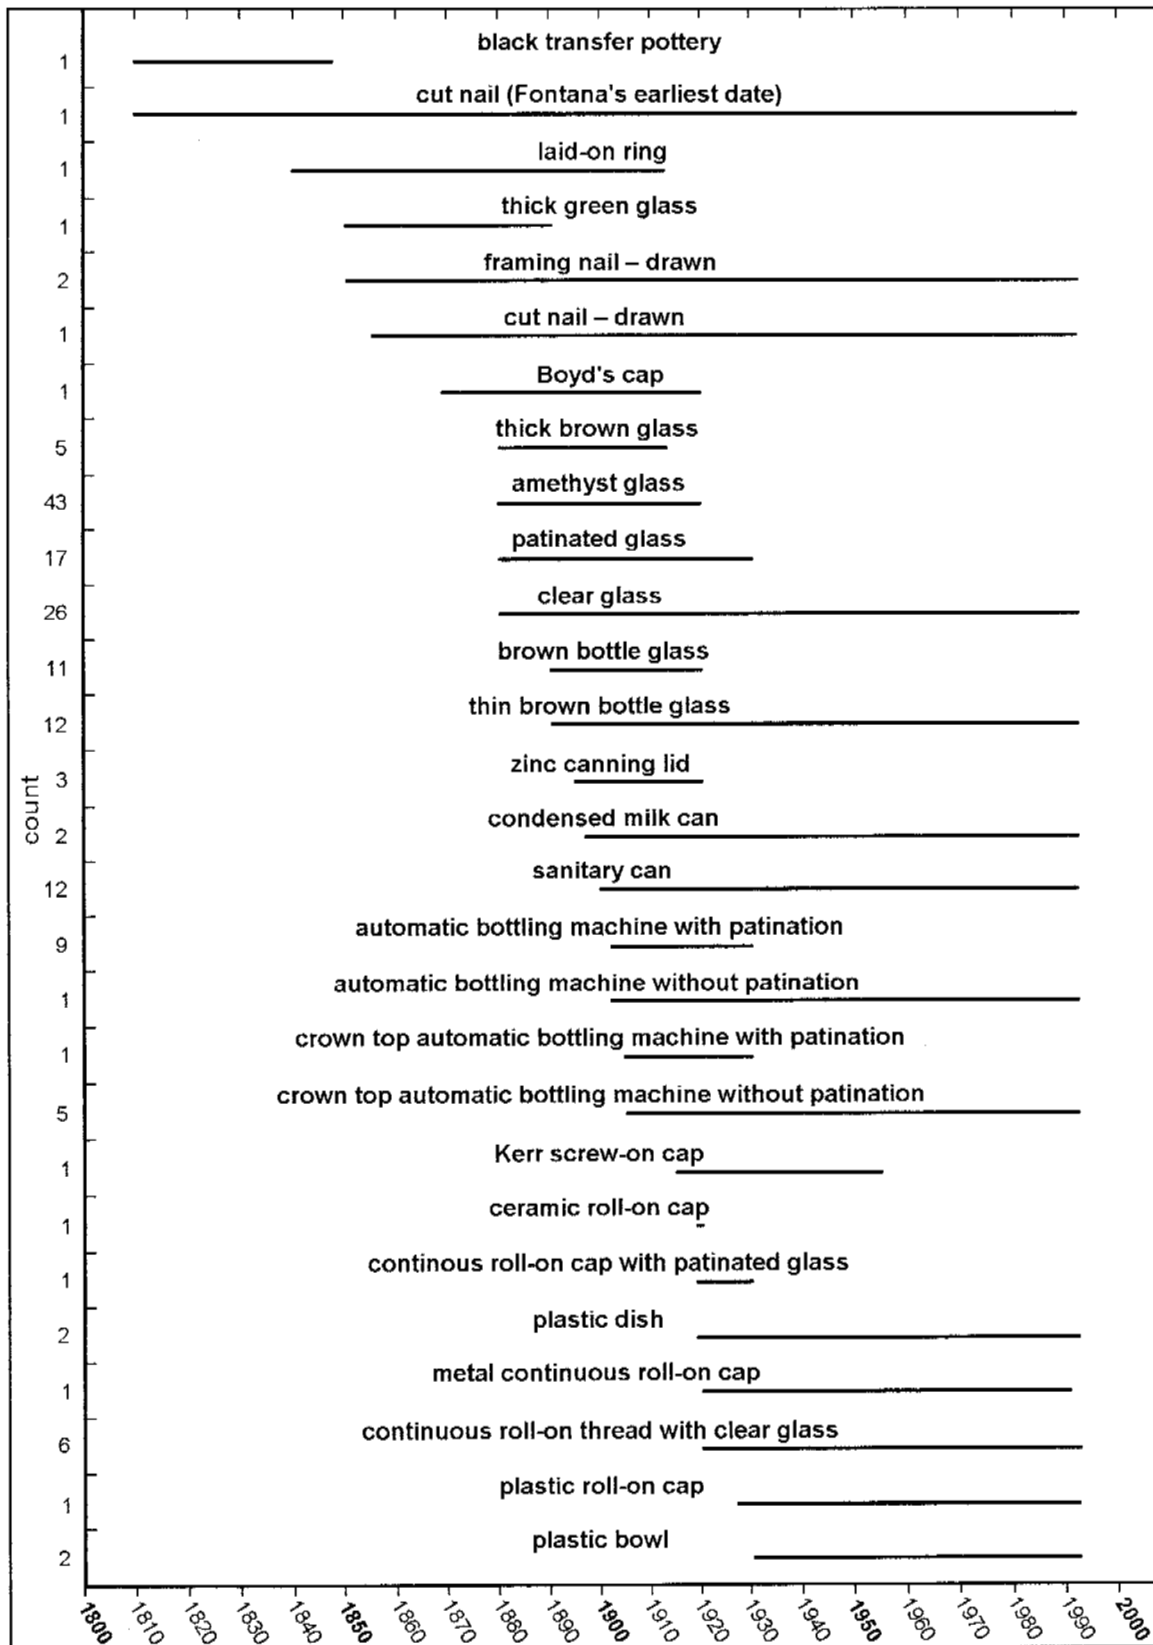 black transfer pottery
1
cut nail (Fontana's earliest date)
1
laid-on ring
1
thick green glass
1
framing nail – drawn
2
cut nail – drawn
1
Boyd's cap
1
thick brown glass
5
amethyst glass
43
patinated glass
17
clear glass
26
brown bottle glass
11
thin brown bottle glass
12
zinc canning lid
3
count
condensed milk can
2
sanitary can
12
automatic bottling machine with patination
9
automatic bottling machine without patination
1
crown top automatic bottling machine with patination
1
crown top automatic bottling machine without patination
5
Kerr screw-on cap
1
ceramic roll-on cap
1
continous roll-on cap with patinated glass
1
plastic dish
2
metal continuous roll-on cap
1
continuous roll-on thread with clear glass
6
plastic roll-on cap
1
plastic bowl
2
1800 1810 1820 1830 1840 1850 1860 1870 1880 1890 1900 1910 1920 1930 1940 1950 1960 1970 1980 1990 2000